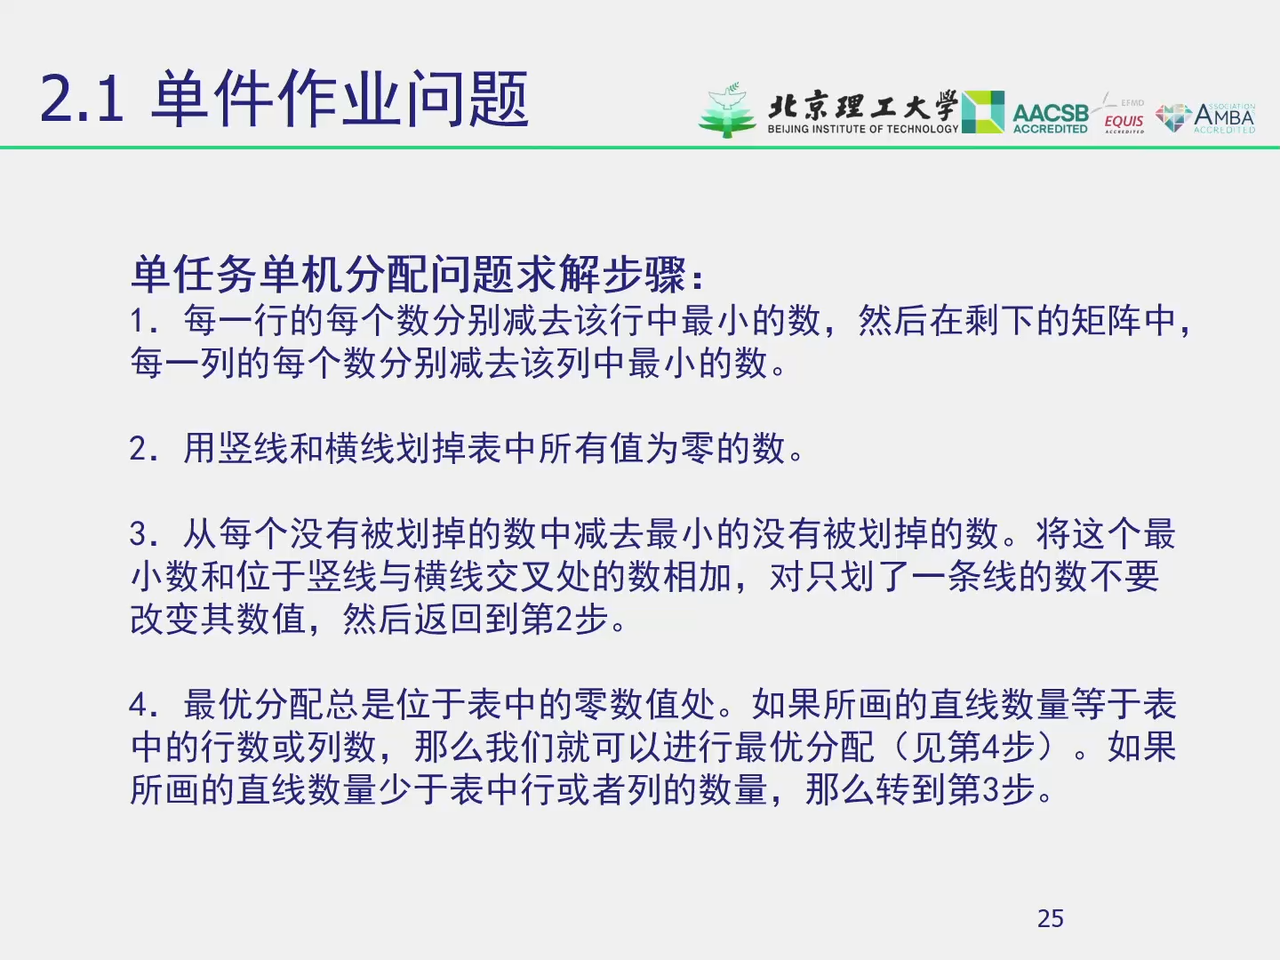 2.1 单件作业问题
北京理工大学
BEIJING INSTITUTE OF TECHNOLOGY
AACSB
ACCREDITED
EFMD
EQUIS
ACCREDITED
ASSOCIATION
AMBA
ACCREDITED
单任务单机分配问题求解步骤：
1．每一行的每个数分别减去该行中最小的数，然后在剩下的矩阵中，
每一列的每个数分别减去该列中最小的数。
2．用竖线和横线划掉表中所有值为零的数。
3．从每个没有被划掉的数中减去最小的没有被划掉的数。将这个最
小数和位于竖线与横线交叉处的数相加，对只划了一条线的数不要
改变其数值，然后返回到第2步。
4．最优分配总是位于表中的零数值处。如果所画的直线数量等于表
中的行数或列数，那么我们就可以进行最优分配（见第4步）。如果
所画的直线数量少于表中行或者列的数量，那么转到第3步。
25